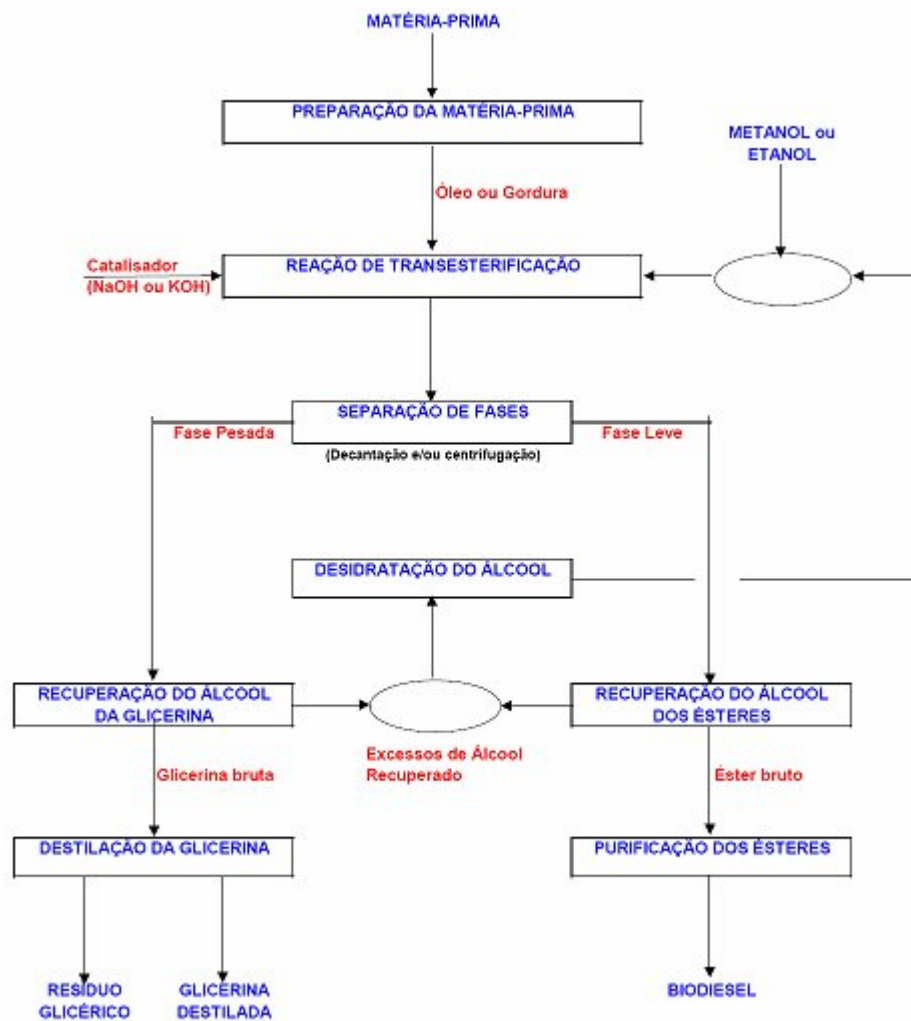 MATÉRIA-PRIMA
PREPARAÇÃO DA MATÉRIA-PRIMA
METANOL ou
ETANOL
Óleo ou Gordura
Catalisador
(NaOH ou KOH)
REAÇÃO DE TRANSESTERIFICAÇÃO
SEPARAÇÃO DE FASES
Fase Pesada
Fase Leve
(Decantação e/ou centrifugação)
DESIDRATAÇÃO DO ÁLCOOL
RECUPERAÇÃO DO ÁLCOOL
DA GLICERINA
RECUPERAÇÃO DO ÁLCOOL
DOS ÉSTERES
Glicerina bruta
Excessos de Álcool
Recuperado
Éster bruto
DESTILAÇÃO DA GLICERINA
PURIFICAÇÃO DOS ÉSTERES
RESÍDUO
GLICÉRICO
GLICERINA
DESTILADA
BIODIESEL